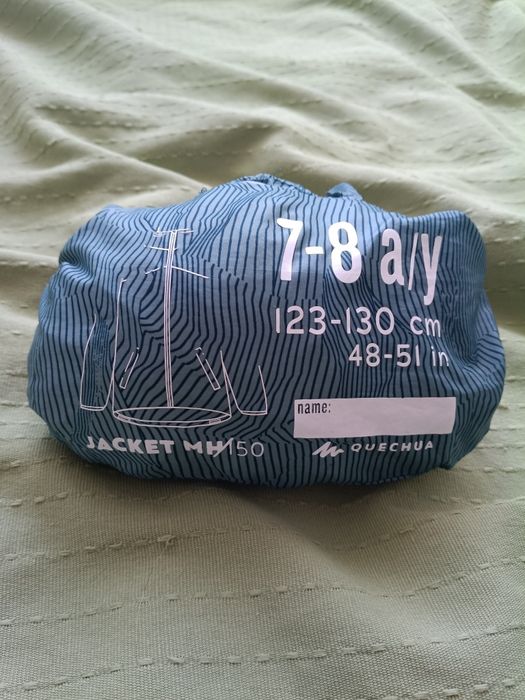 7-8 a/y
123-130 cm
48-51 in
name:
JACKET MH150
QUECHUA